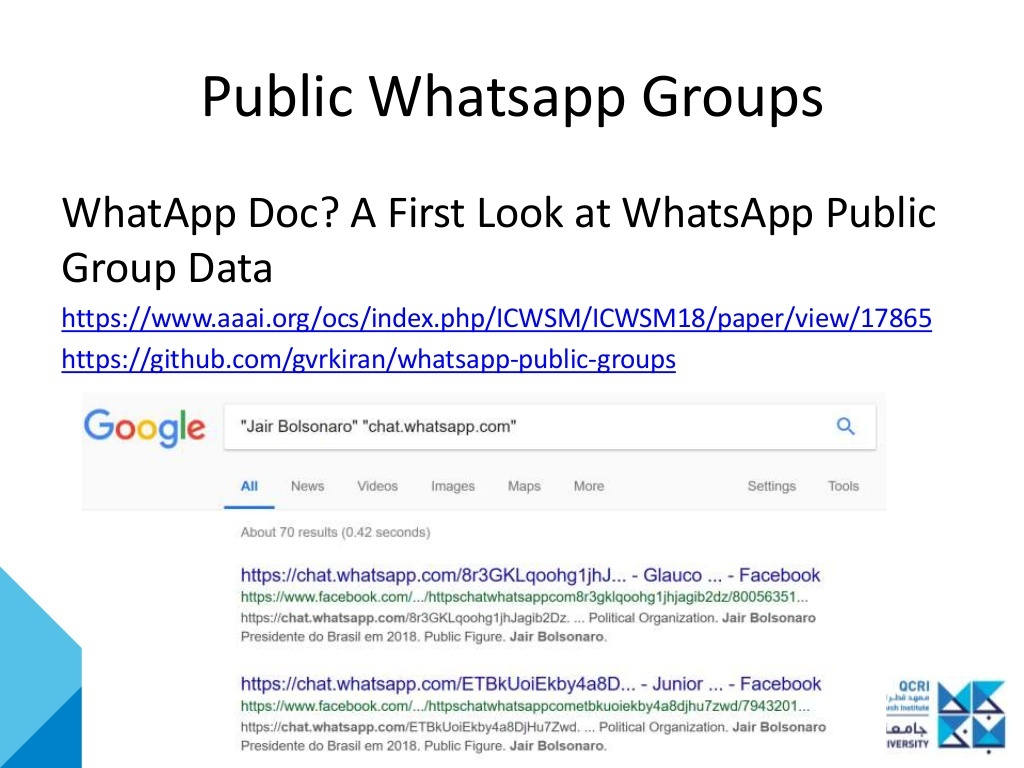 Public Whatsapp Groups
WhatApp Doc? A First Look at WhatsApp Public
Group Data
https://www.aaai.org/ocs/index.php/ICWSM/ICWSM18/paper/view/17865
https://github.com/gvrkiran/whatsapp-public-groups
Google
"Jair Bolsonaro" "chat.whatsapp.com"
All News Videos Images Maps More Settings Tools
About 70 results (0.42 seconds)
https://chat.whatsapp.com/8r3GKLqoohg1jhJ... - Glauco ... - Facebook
https://www.facebook.com/.../httpschatwhatsappcom8r3gklqoohg1jhjagib2dz/80056351...
https://chat.whatsapp.com/8r3GKLqoohg1jhJagib2Dz. ... Political Organization. Jair Bolsonaro
Presidente do Brasil em 2018. Public Figure. Jair Bolsonaro.
https://chat.whatsapp.com/ETBkUoiEkby4a8D... - Junior ... - Facebook
https://www.facebook.com/.../httpschatwhatsappcometbkuoiekby4a8djhu7zwd/7943201...
https://chat.whatsapp.com/ETBkUoiEkby4a8DjHu7Zwd. ... Political Organization. Jair Bolsonaro
Presidente do Brasil em 2018. Public Figure. Jair Bolsonaro.
QCRI
معهد قطر
ush Institute
جامعـ
IVERSITY